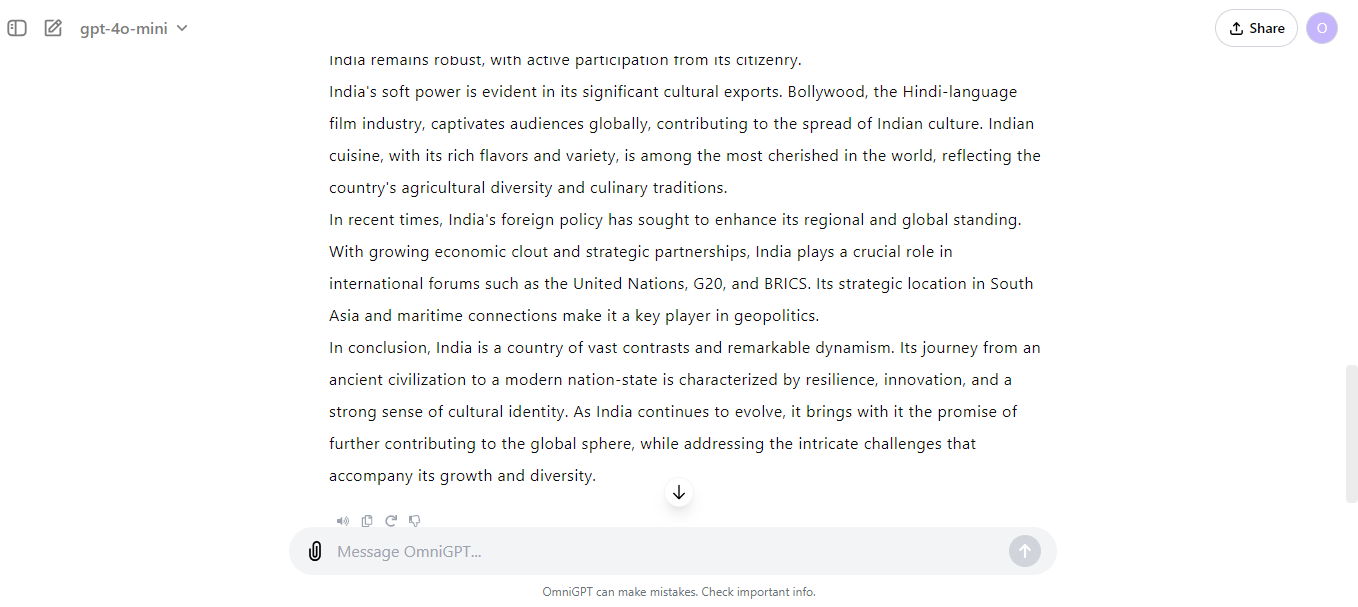 gpt-4o-mini
Share
O
India remains robust, with active participation from its citizenry.
India's soft power is evident in its significant cultural exports. Bollywood, the Hindi-language
film industry, captivates audiences globally, contributing to the spread of Indian culture. Indian
cuisine, with its rich flavors and variety, is among the most cherished in the world, reflecting the
country's agricultural diversity and culinary traditions.
In recent times, India's foreign policy has sought to enhance its regional and global standing.
With growing economic clout and strategic partnerships, India plays a crucial role in
international forums such as the United Nations, G20, and BRICS. Its strategic location in South
Asia and maritime connections make it a key player in geopolitics.
In conclusion, India is a country of vast contrasts and remarkable dynamism. Its journey from an
ancient civilization to a modern nation-state is characterized by resilience, innovation, and a
strong sense of cultural identity. As India continues to evolve, it brings with it the promise of
further contributing to the global sphere, while addressing the intricate challenges that
accompany its growth and diversity.
Message OmniGPT...
OmniGPT can make mistakes. Check important info.